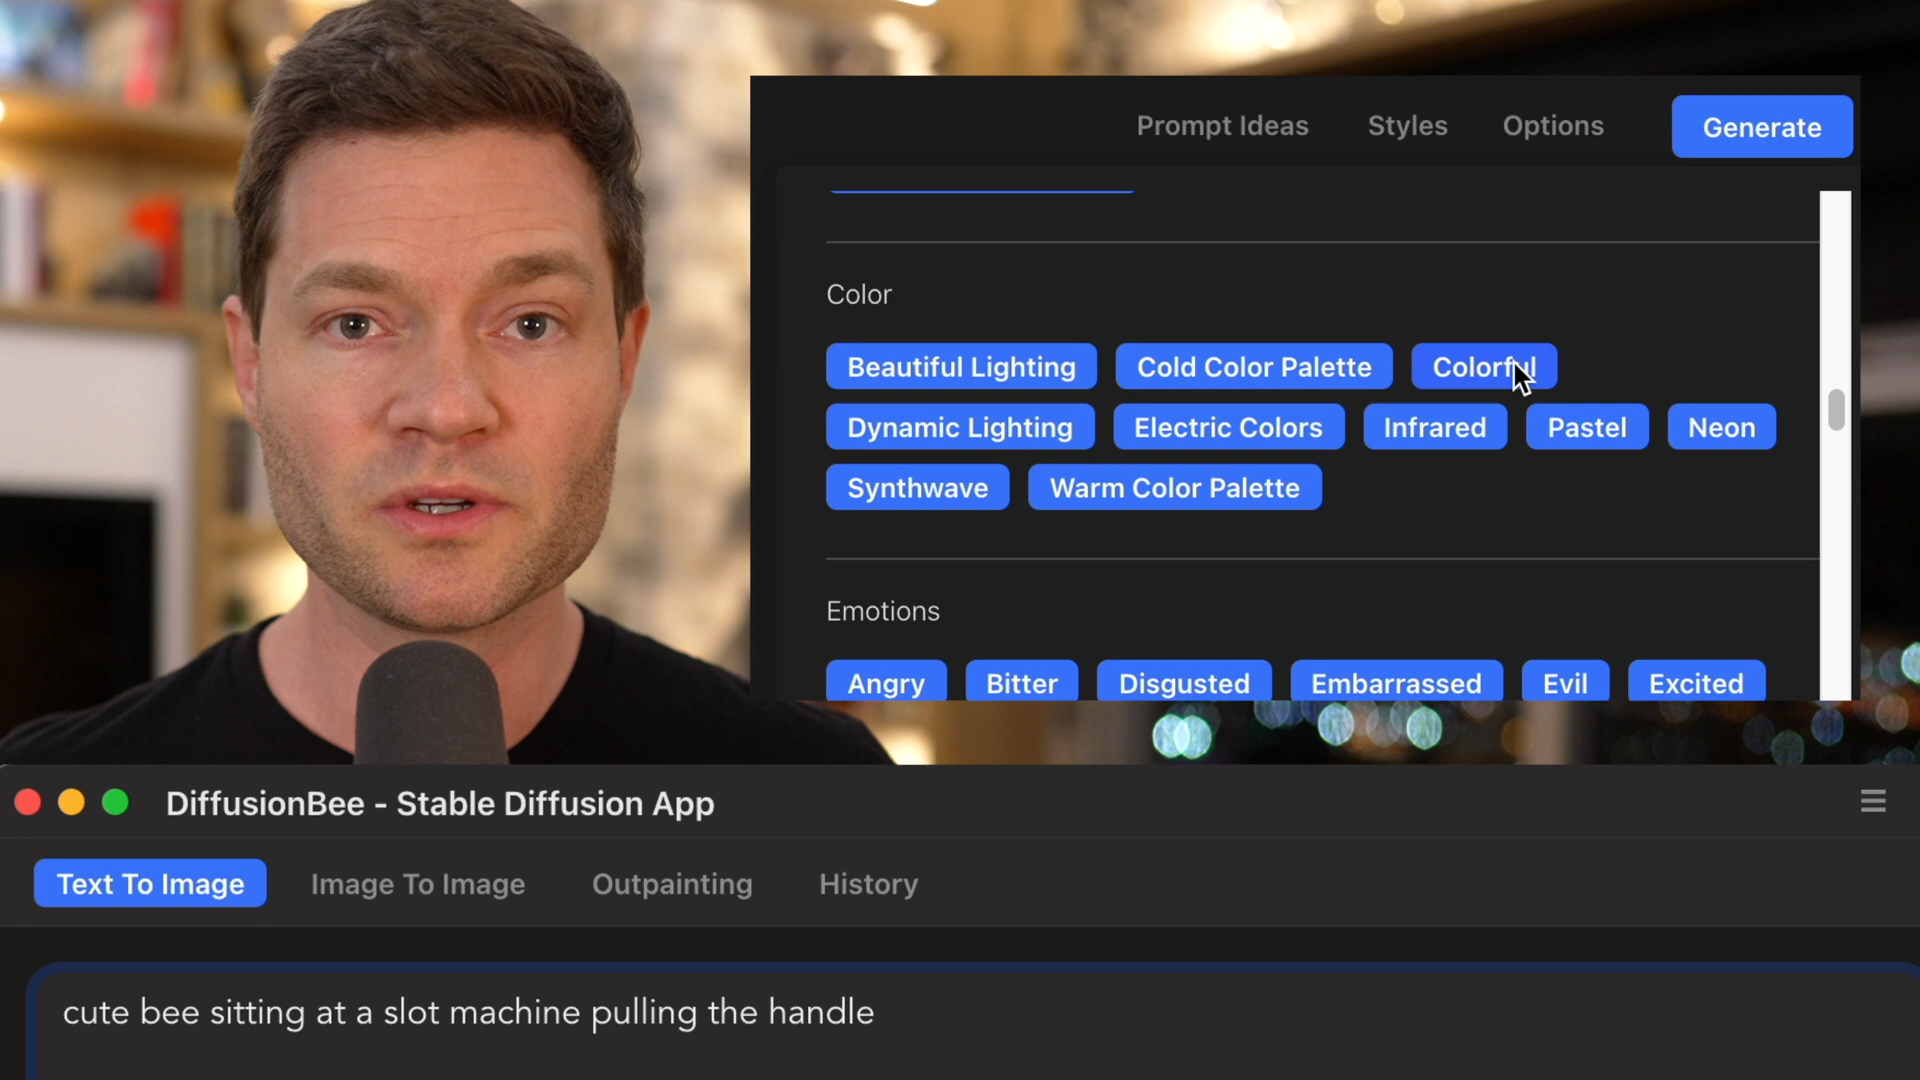 Prompt Ideas Styles Options Generate
Color
Beautiful Lighting Cold Color Palette Colorful
Dynamic Lighting Electric Colors Infrared Pastel Neon
Synthwave Warm Color Palette
Emotions
Angry Bitter Disgusted Embarrassed Evil Excited
DiffusionBee - Stable Diffusion App
Text To Image Image To Image Outpainting History
cute bee sitting at a slot machine pulling the handle